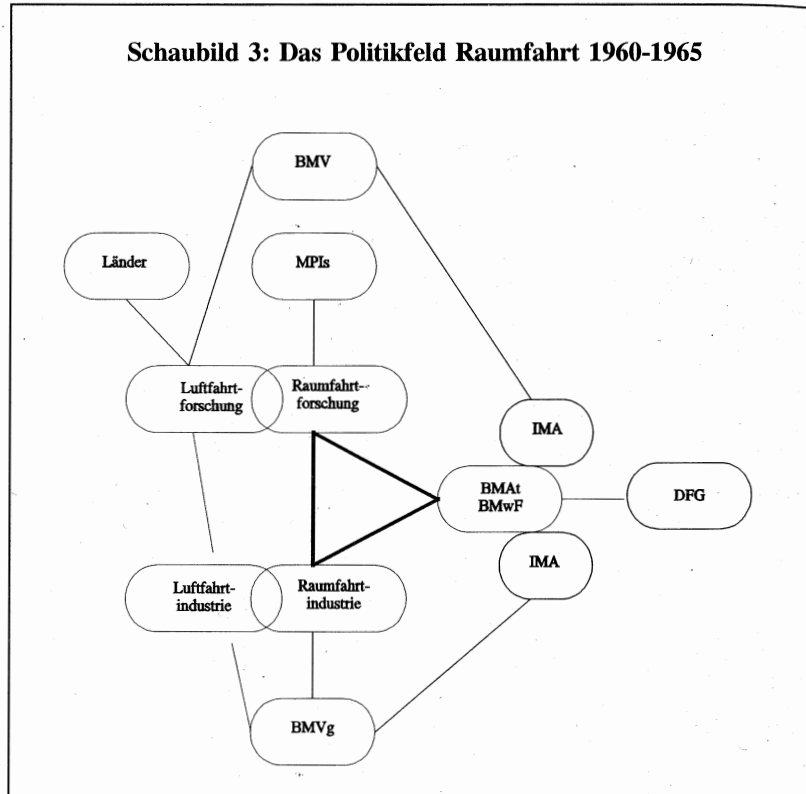 Schaubild 3: Das Politikfeld Raumfahrt 1960-1965
BMV
Länder
MPIs
Luftfahrt-
forschung
Raumfahrt-
forschung
IMA
BMAt
BMwF
DFG
IMA
Luftfahrt-
industrie
Raumfahrt-
industrie
BMVg